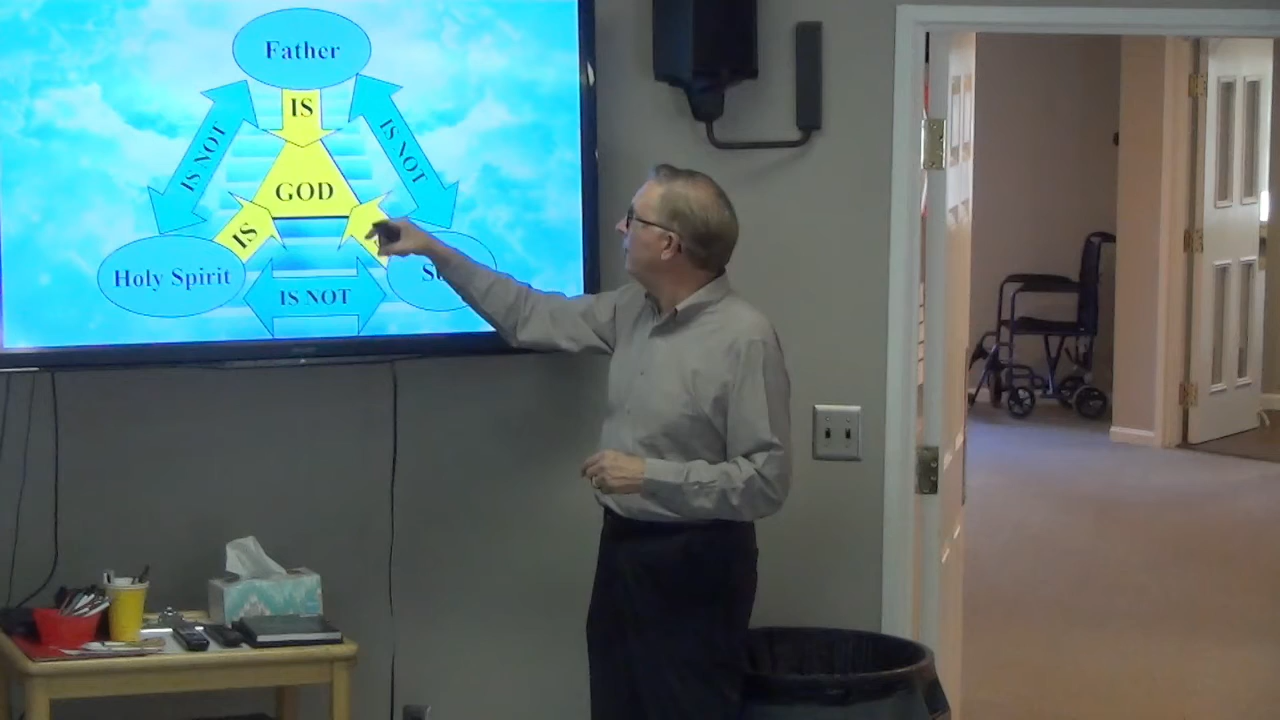 Father
IS
IS NOT
IS NOT
GOD
IS
Holy Spirit
IS NOT